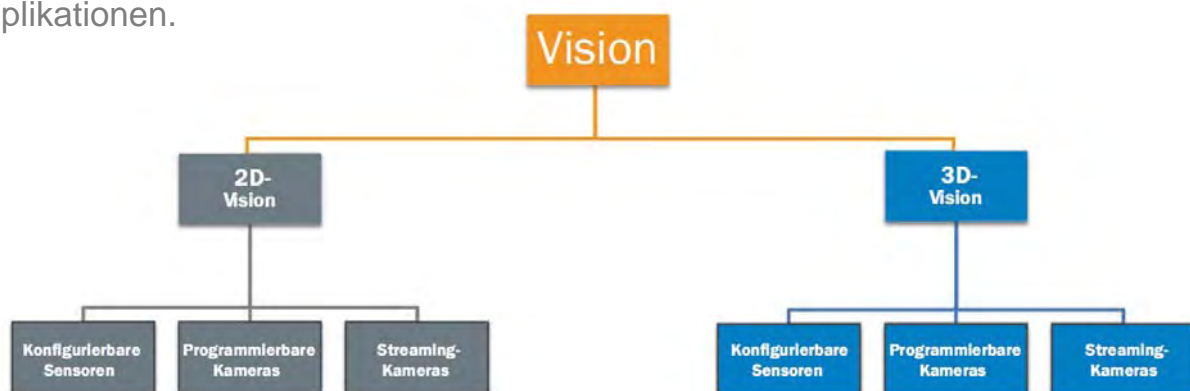 plikationen.
Vision
2D-
Vision
3D-
Vision
Konfigurierbare
Sensoren
Programmierbare
Kameras
Streaming-
Kameras
Konfigurierbare
Sensoren
Programmierbare
Kameras
Streaming-
Kameras